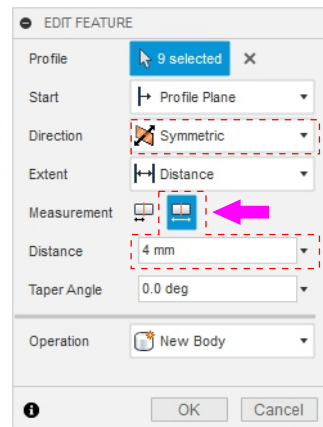 EDIT FEATURE
Profile 9 selected
Start Profile Plane
Direction Symmetric
Extent Distance
Measurement
Distance 4 mm
Taper Angle 0.0 deg
Operation New Body
OK Cancel